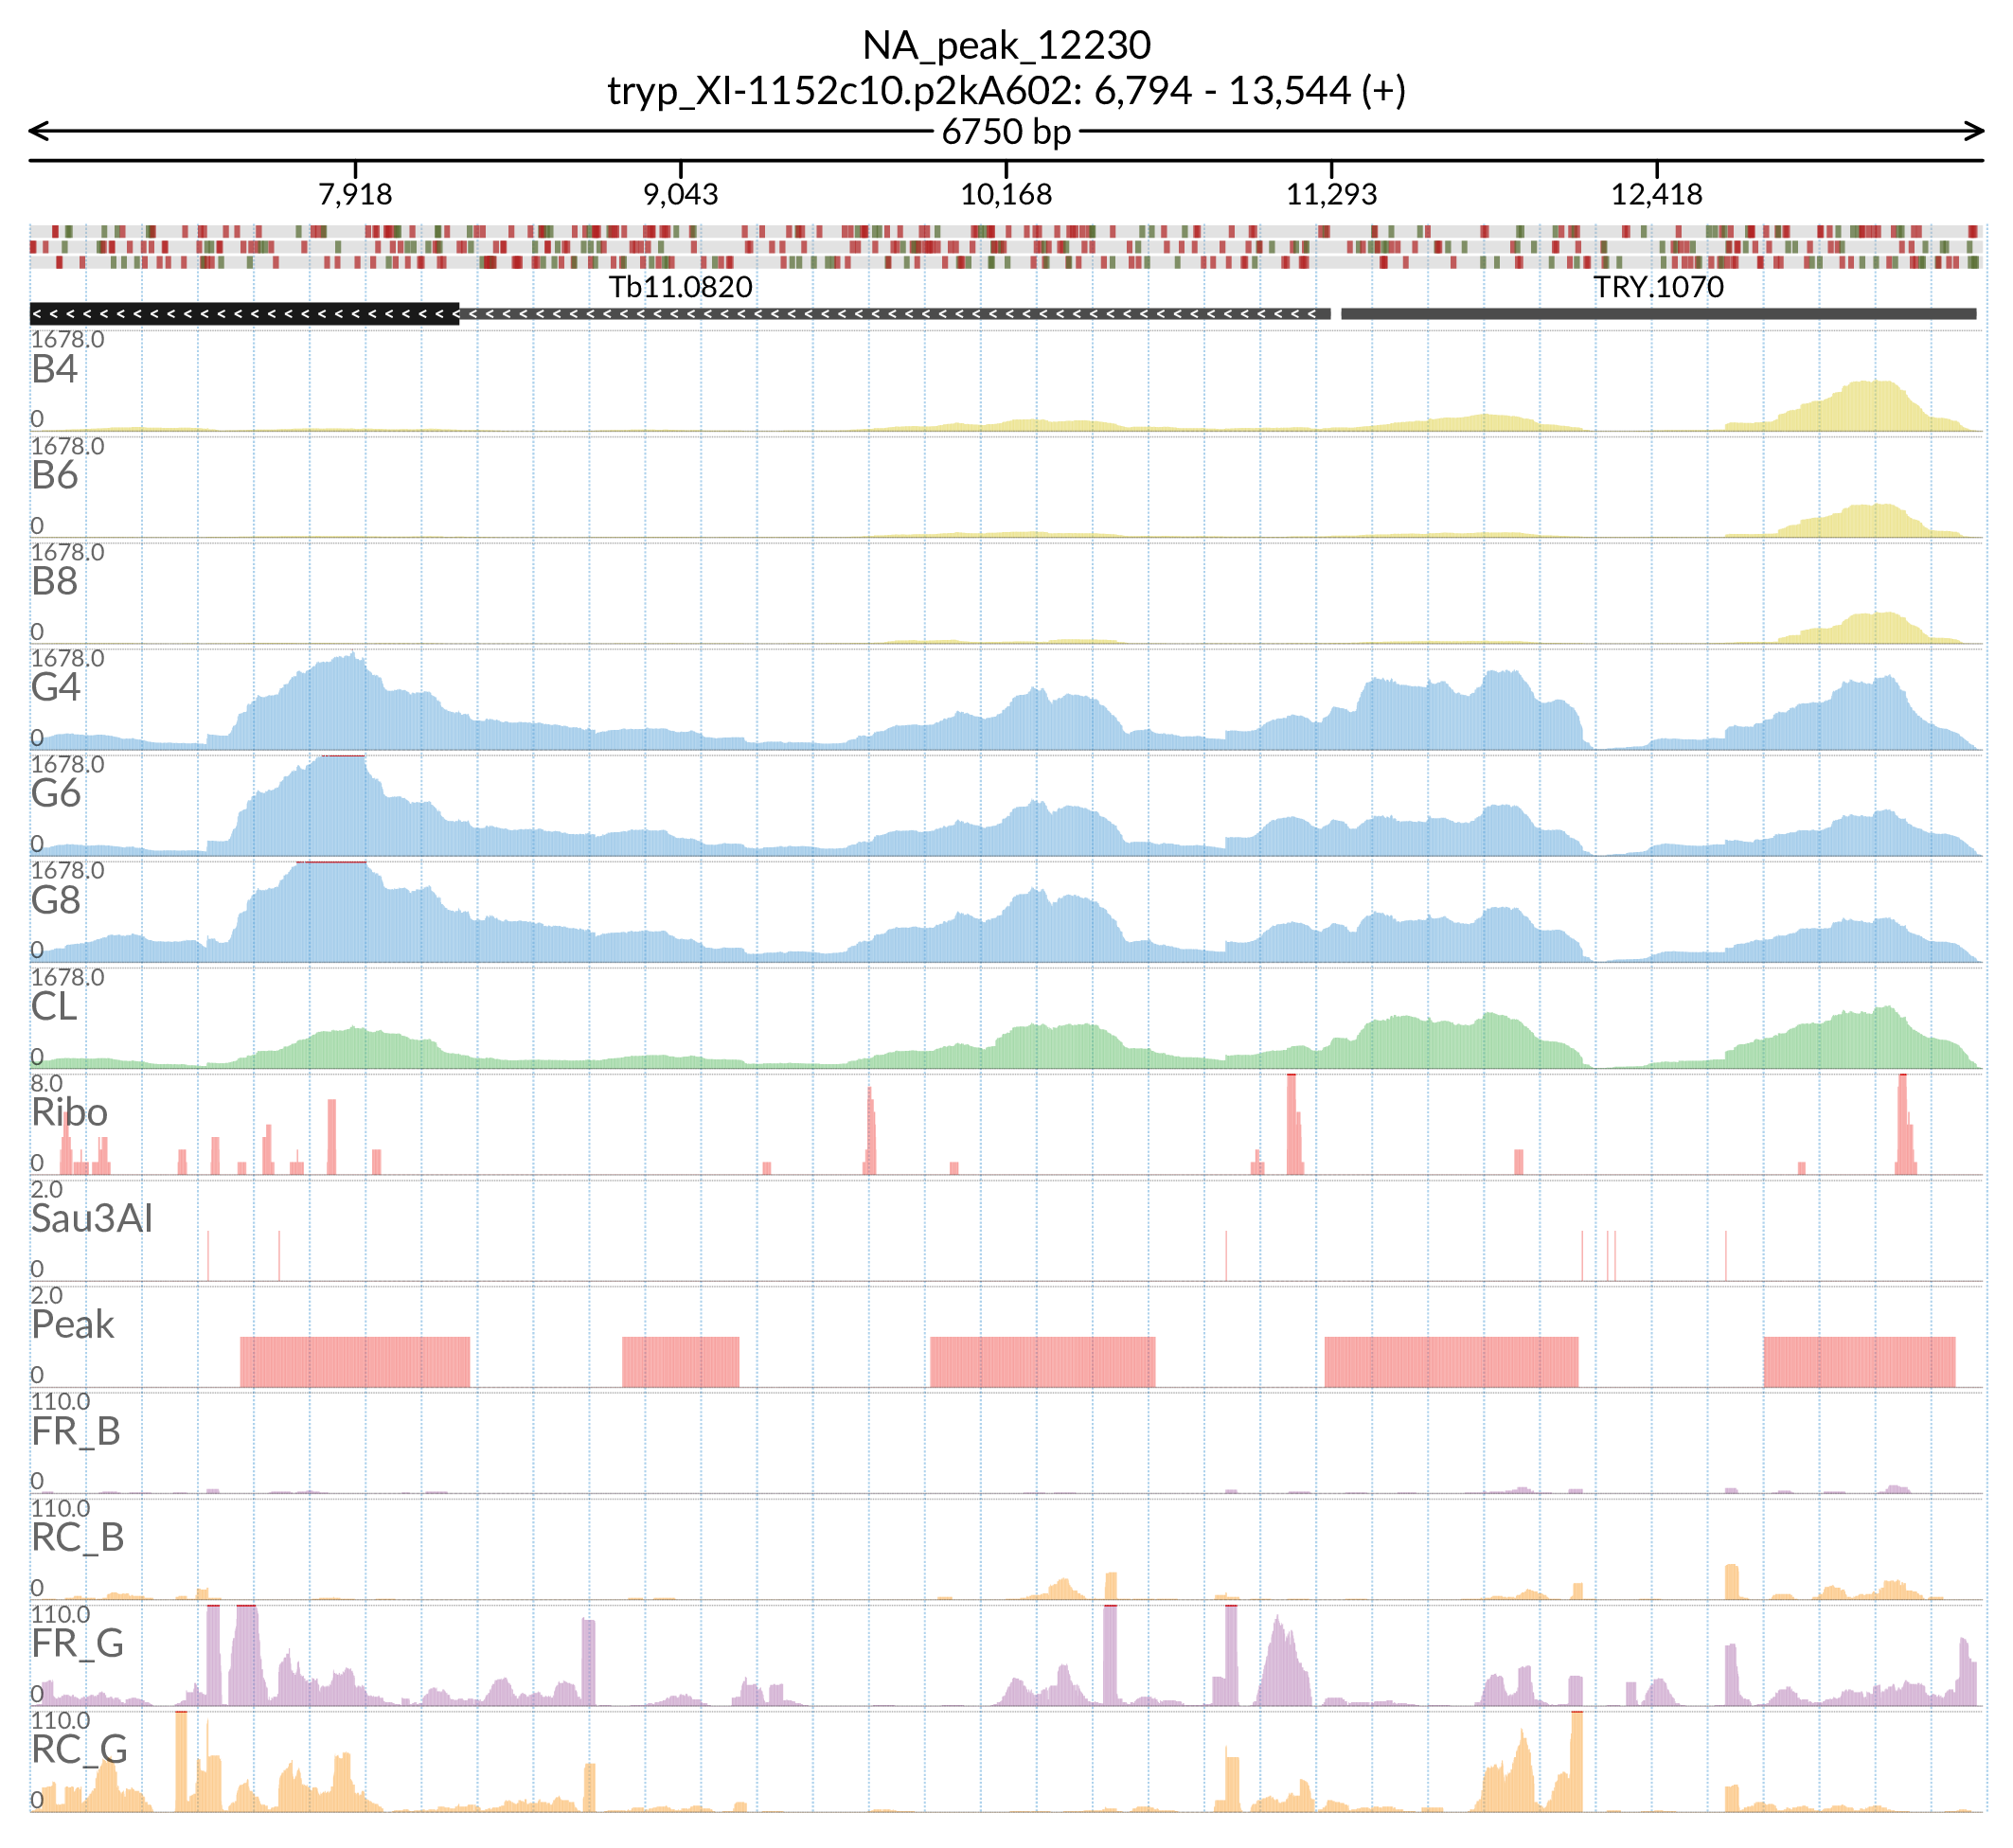 NA_peak_12230
tryp_XI-1152c10.p2kA602: 6,794 - 13,544 (+)
6750 bp
7,918 9,043 10,168 11,293 12,418
Tb11.0820 TRY.1070
1678.0
B4
0
1678.0
B6
0
1678.0
B8
0
1678.0
G4
0
1678.0
G6
0
1678.0
G8
0
1678.0
CL
0
8.0
Ribo
0
2.0
Sau3AI
0
2.0
Peak
0
110.0
FR_B
0
110.0
RC_B
0
110.0
FR_G
0
110.0
RC_G
0